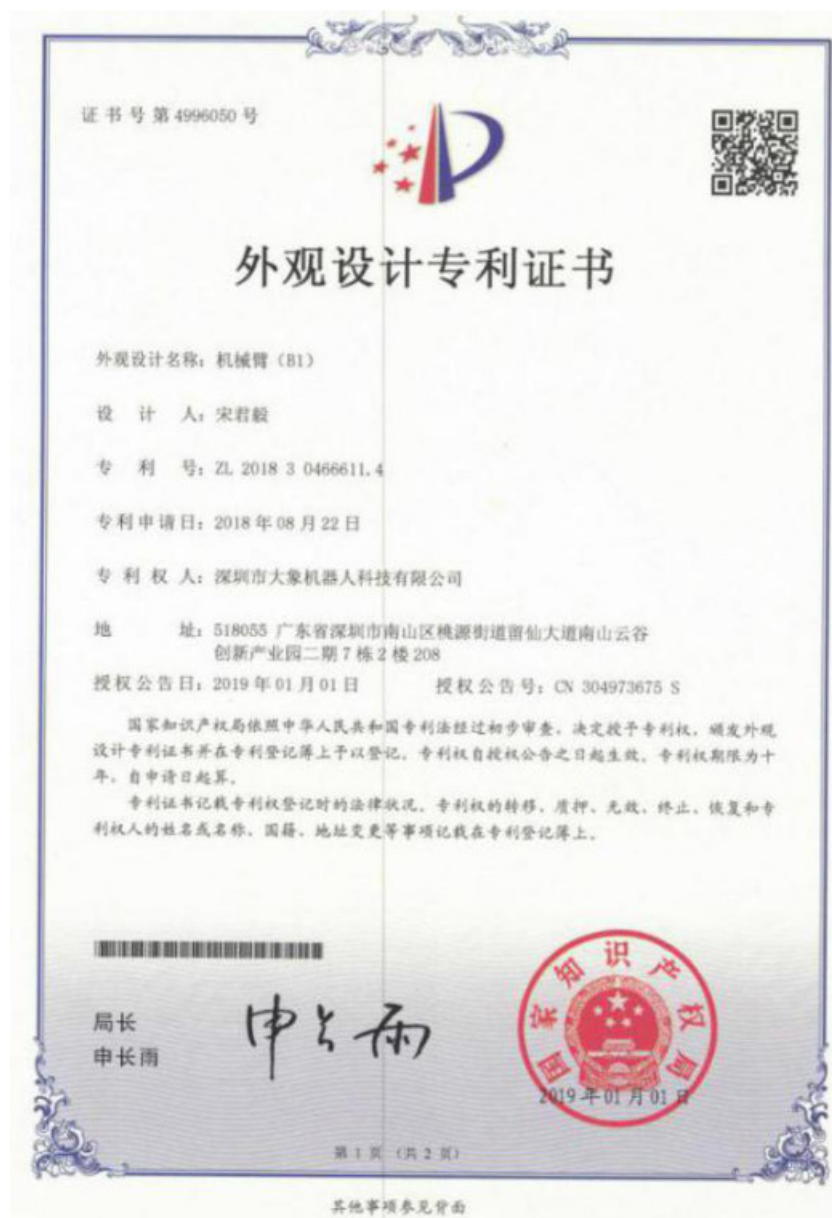 证书号第4996050号
外观设计专利证书
外观设计名称：机械臂（B1）
设计人：宋君毅
专利号：ZL 2018 3 0466611.4
专利申请日：2018年08月22日
专利权人：深圳市大象机器人科技有限公司
地址：518055 广东省深圳市南山区桃源街道留仙大道南山云谷
创新产业园二期7栋2楼208
授权公告日：2019年01月01日 授权公告号：CN 304973675 S
国家知识产权局依照中华人民共和国专利法经过初步审查，决定授予专利权，颁发外观
设计专利证书并在专利登记簿上予以登记。专利权自授权公告之日起生效。专利权期限为十
年，自申请日起算。
专利证书记载专利权登记时的法律状况。专利权的转移、质押、无效、终止、恢复和专
利权人的姓名或名称、国籍、地址变更等事项记载在专利登记簿上。
局长
申长雨
申长雨
国家知识产权局
2019年01月01日
第1页（共2页）
其他事项参见背面